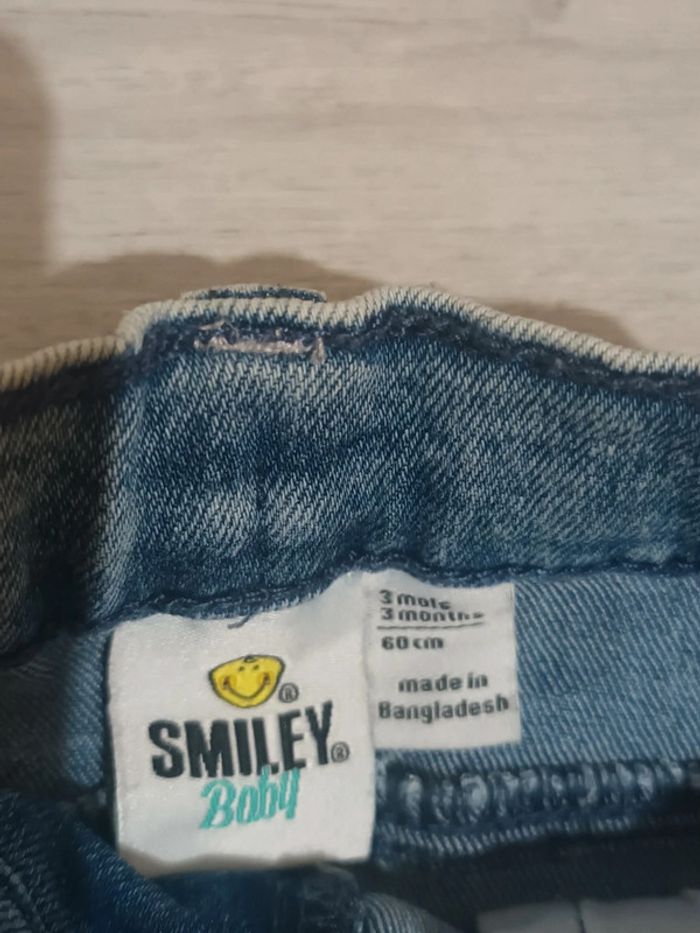 SMILEY®
Baby
3 mois
3 months
60 cm
made in
Bangladesh